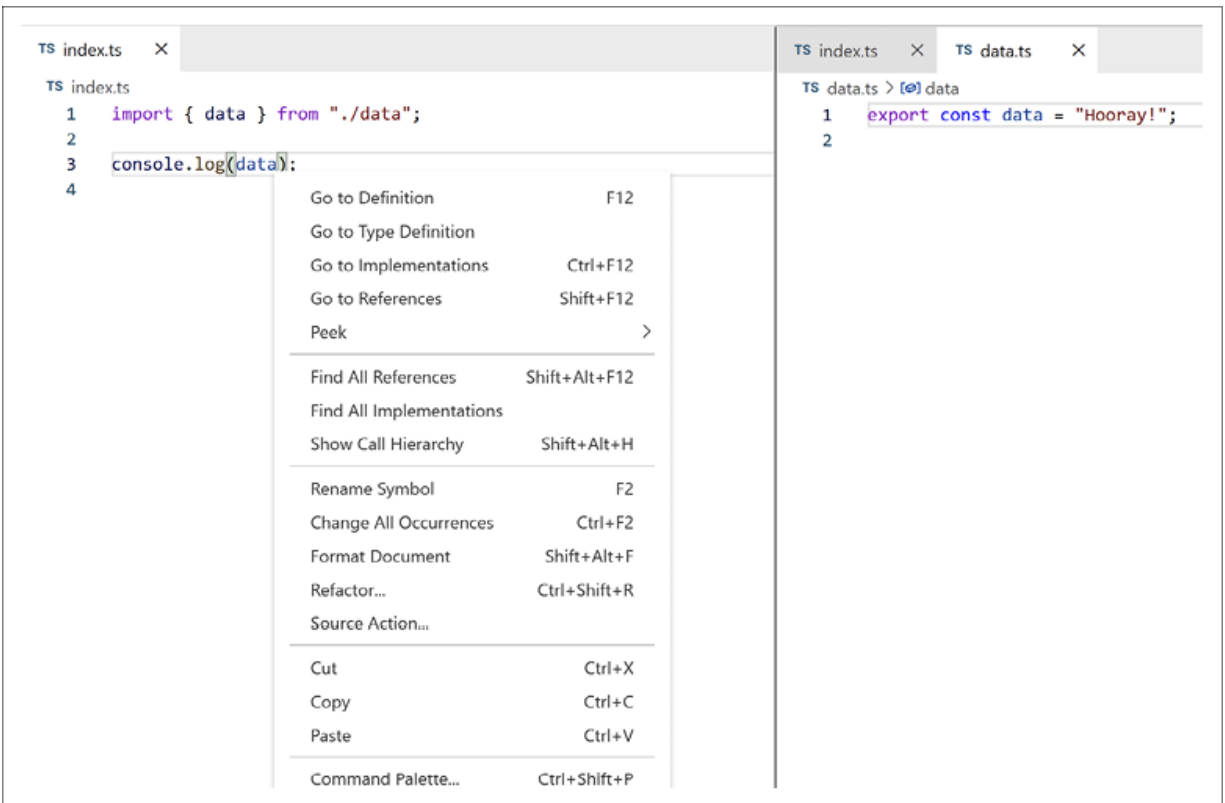 TS index.ts ×
TS index.ts
1 import { data } from "./data";
2
3 console.log(data);
4
Go to Definition F12
Go to Type Definition
Go to Implementations Ctrl+F12
Go to References Shift+F12
Peek >
Find All References Shift+Alt+F12
Find All Implementations
Show Call Hierarchy Shift+Alt+H
Rename Symbol F2
Change All Occurrences Ctrl+F2
Format Document Shift+Alt+F
Refactor... Ctrl+Shift+R
Source Action...
Cut Ctrl+X
Copy Ctrl+C
Paste Ctrl+V
Command Palette... Ctrl+Shift+P
TS index.ts × TS data.ts ×
TS data.ts > data
1 export const data = "Hooray!";
2